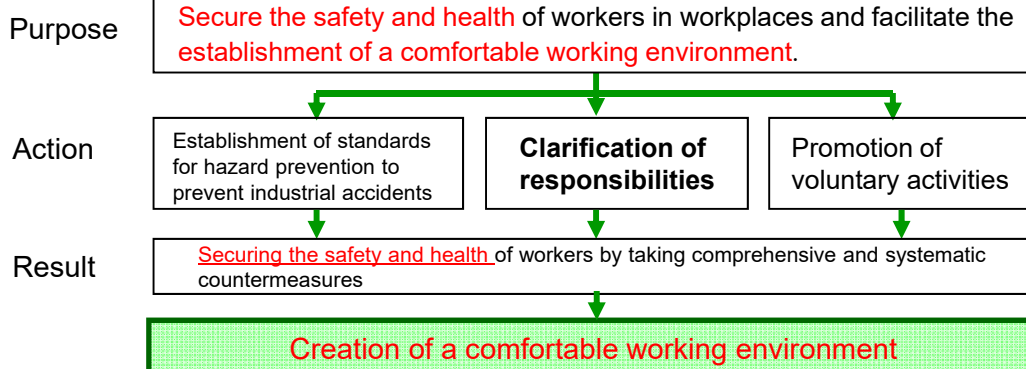 Purpose
Secure the safety and health of workers in workplaces and facilitate the
establishment of a comfortable working environment.
Action
Establishment of standards
for hazard prevention to
prevent industrial accidents
Clarification of
responsibilities
Promotion of
voluntary activities
Result
Securing the safety and health of workers by taking comprehensive and systematic
countermeasures
Creation of a comfortable working environment